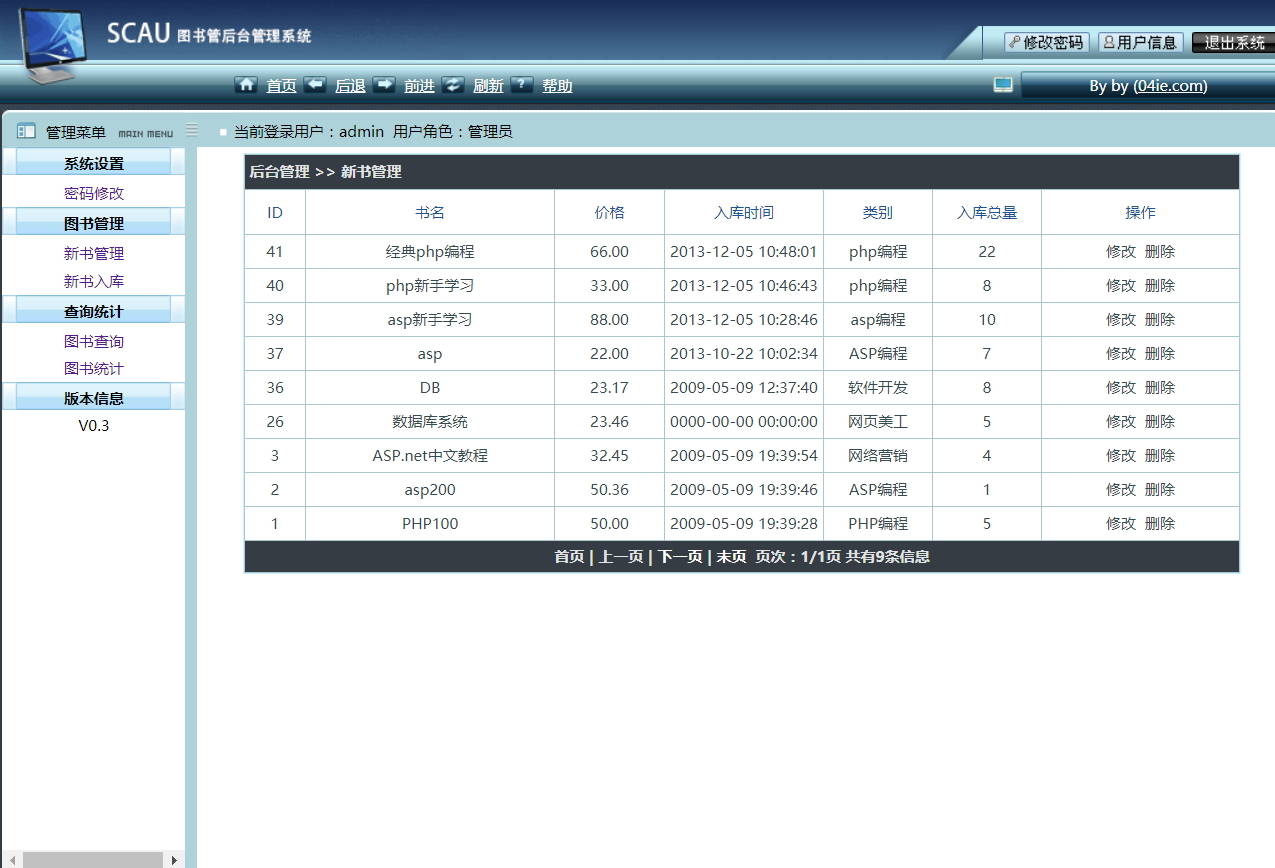 SCAU 图书管后台管理系统
修改密码 用户信息 退出系统
首页 后退 前进 刷新 ? 帮助
By by (04ie.com)
管理菜单 MAIN MENU
当前登录用户：admin 用户角色：管理员
系统设置
密码修改
图书管理
新书管理
新书入库
查询统计
图书查询
图书统计
版本信息
V0.3
后台管理 >> 新书管理
ID 书名 价格 入库时间 类别 入库总量 操作
41 经典php编程 66.00 2013-12-05 10:48:01 php编程 22 修改 删除
40 php新手学习 33.00 2013-12-05 10:46:43 php编程 8 修改 删除
39 asp新手学习 88.00 2013-12-05 10:28:46 asp编程 10 修改 删除
37 asp 22.00 2013-10-22 10:02:34 ASP编程 7 修改 删除
36 DB 23.17 2009-05-09 12:37:40 软件开发 8 修改 删除
26 数据库系统 23.46 0000-00-00 00:00:00 网页美工 5 修改 删除
3 ASP.net中文教程 32.45 2009-05-09 19:39:54 网络营销 4 修改 删除
2 asp200 50.36 2009-05-09 19:39:46 ASP编程 1 修改 删除
1 PHP100 50.00 2009-05-09 19:39:28 PHP编程 5 修改 删除
首页 | 上一页 | 下一页 | 末页 页次：1/1页 共有9条信息